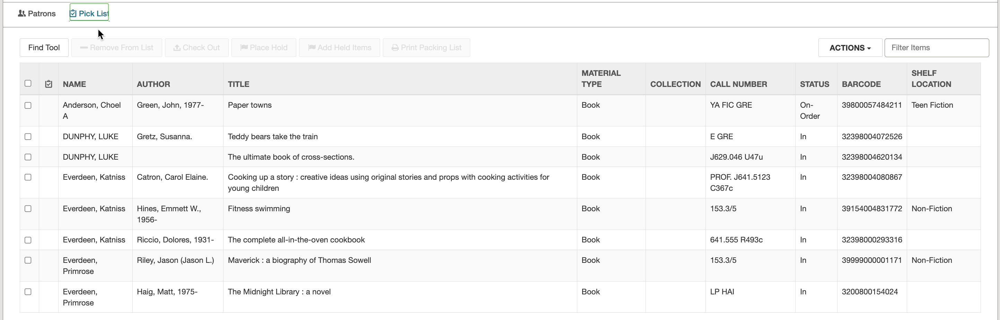 Patrons Pick List
Find Tool Remove From List Check Out Place Hold Add Held Items Print Packing List ACTIONS Filter Items
NAME AUTHOR TITLE MATERIAL TYPE COLLECTION CALL NUMBER STATUS BARCODE SHELF LOCATION
Anderson, Choel A Green, John, 1977- Paper towns Book YA FIC GRE On-Order 39800057484211 Teen Fiction
DUNPHY, LUKE Gretz, Susanna. Teddy bears take the train Book E GRE In 32398004072526
DUNPHY, LUKE The ultimate book of cross-sections. Book J629.046 U47u In 32398004620134
Everdeen, Katniss Catron, Carol Elaine. Cooking up a story : creative ideas using original stories and props with cooking activities for young children Book PROF. J641.5123 C367c In 32398004080867
Everdeen, Katniss Hines, Emmett W., 1956- Fitness swimming Book 153.3/5 In 39154004831772 Non-Fiction
Everdeen, Katniss Riccio, Dolores, 1931- The complete all-in-the-oven cookbook Book 641.555 R493c In 32398000293316
Everdeen, Primrose Riley, Jason (Jason L.) Maverick : a biography of Thomas Sowell Book 153.3/5 In 39999000001171 Non-Fiction
Everdeen, Primrose Haig, Matt, 1975- The Midnight Library : a novel Book LP HAI In 3200800154024